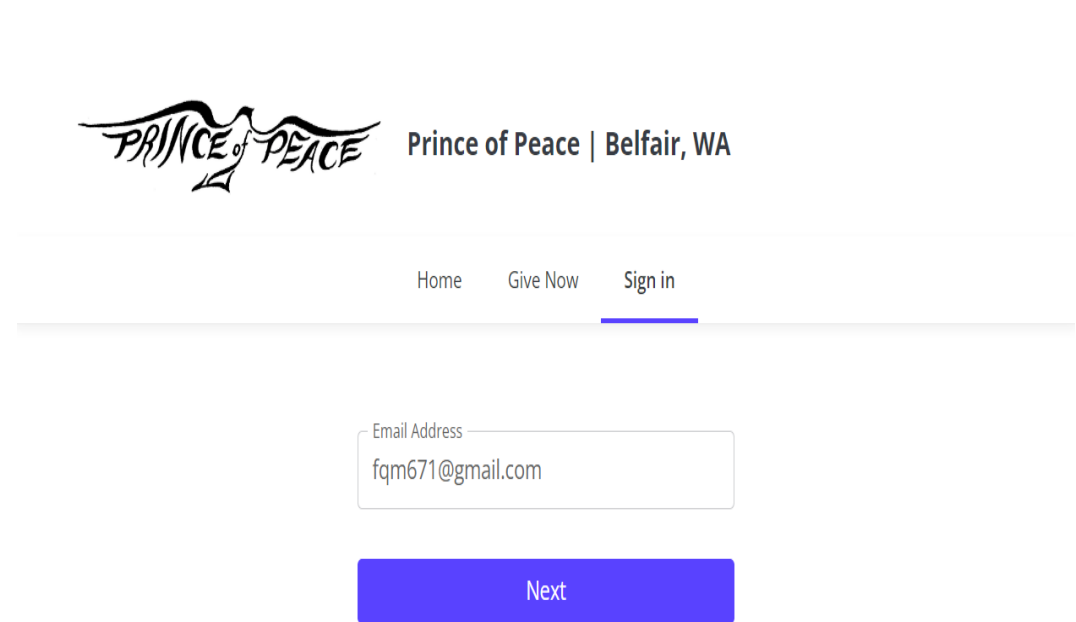 PRINCE of PEACE
Prince of Peace | Belfair, WA
Home Give Now Sign in
Email Address
fqm671@gmail.com
Next